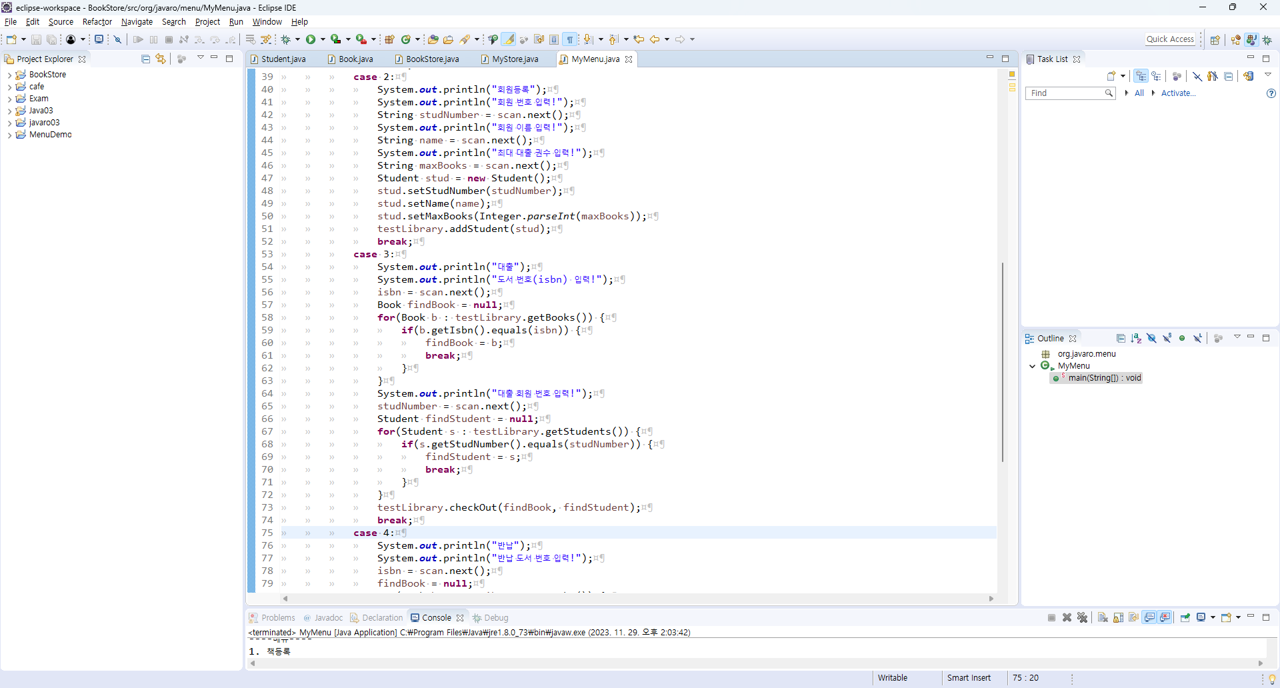 eclipse-workspace - BookStore/src/org/javaro/menu/MyMenu.java - Eclipse IDE
File Edit Source Refactor Navigate Search Project Run Window Help
Quick Access
Project Explorer
BookStore
cafe
Exam
Java03
javaro03
MenuDemo
Student.java Book.java BookStore.java MyStore.java MyMenu.java
39 case 2:
40 System.out.println("회원등록");
41 System.out.println("회원 번호 입력!");
42 String studNumber = scan.next();
43 System.out.println("회원 이름 입력!");
44 String name = scan.next();
45 System.out.println("최대 대출 권수 입력!");
46 String maxBooks = scan.next();
47 Student stud = new Student();
48 stud.setStudNumber(studNumber);
49 stud.setName(name);
50 stud.setMaxBooks(Integer.parseInt(maxBooks));
51 testLibrary.addStudent(stud);
52 break;
53 case 3:
54 System.out.println("대출");
55 System.out.println("도서 번호(isbn) 입력!");
56 isbn = scan.next();
57 Book findBook = null;
58 for(Book b : testLibrary.getBooks()) {
59 if(b.getIsbn().equals(isbn)) {
60 findBook = b;
61 break;
62 }
63 }
64 System.out.println("대출 회원 번호 입력!");
65 studNumber = scan.next();
66 Student findStudent = null;
67 for(Student s : testLibrary.getStudents()) {
68 if(s.getStudNumber().equals(studNumber)) {
69 findStudent = s;
70 break;
71 }
72 }
73 testLibrary.checkOut(findBook, findStudent);
74 break;
75 case 4:
76 System.out.println("반납");
77 System.out.println("반납 도서 번호 입력!");
78 isbn = scan.next();
79 findBook = null;
Task List
Find All Activate...
Outline
org.javaro.menu
MyMenu
main(String[]) : void
Problems Javadoc Declaration Console Debug
<terminated> MyMenu [Java Application] C:₩Program Files₩Java₩jre1.8.0_73₩bin₩javaw.exe (2023. 11. 29. 오후 2:03:42)
1. 책등록
Writable Smart Insert 75 : 20